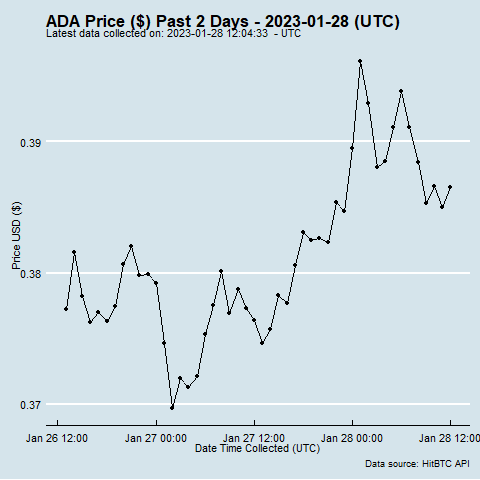 ADA Price ($) Past 2 Days - 2023-01-28 (UTC)
Latest data collected on: 2023-01-28 12:04:33 - UTC
0.39
0.38
0.37
Price USD ($)
Jan 26 12:00 Jan 27 00:00 Jan 27 12:00 Jan 28 00:00 Jan 28 12:00
Date Time Collected (UTC)
Data source: HitBTC API